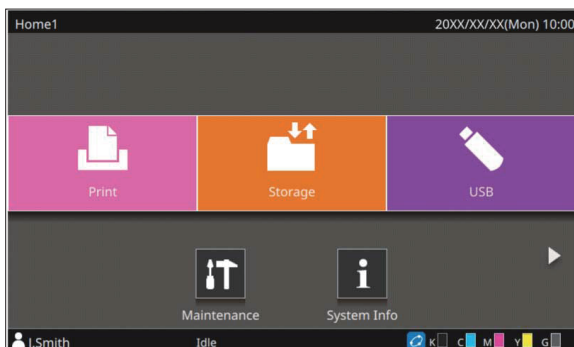 Home1 20XX/XX/XX(Mon) 10:00
Print Storage USB
Maintenance System Info
J.Smith Idle K C M Y G